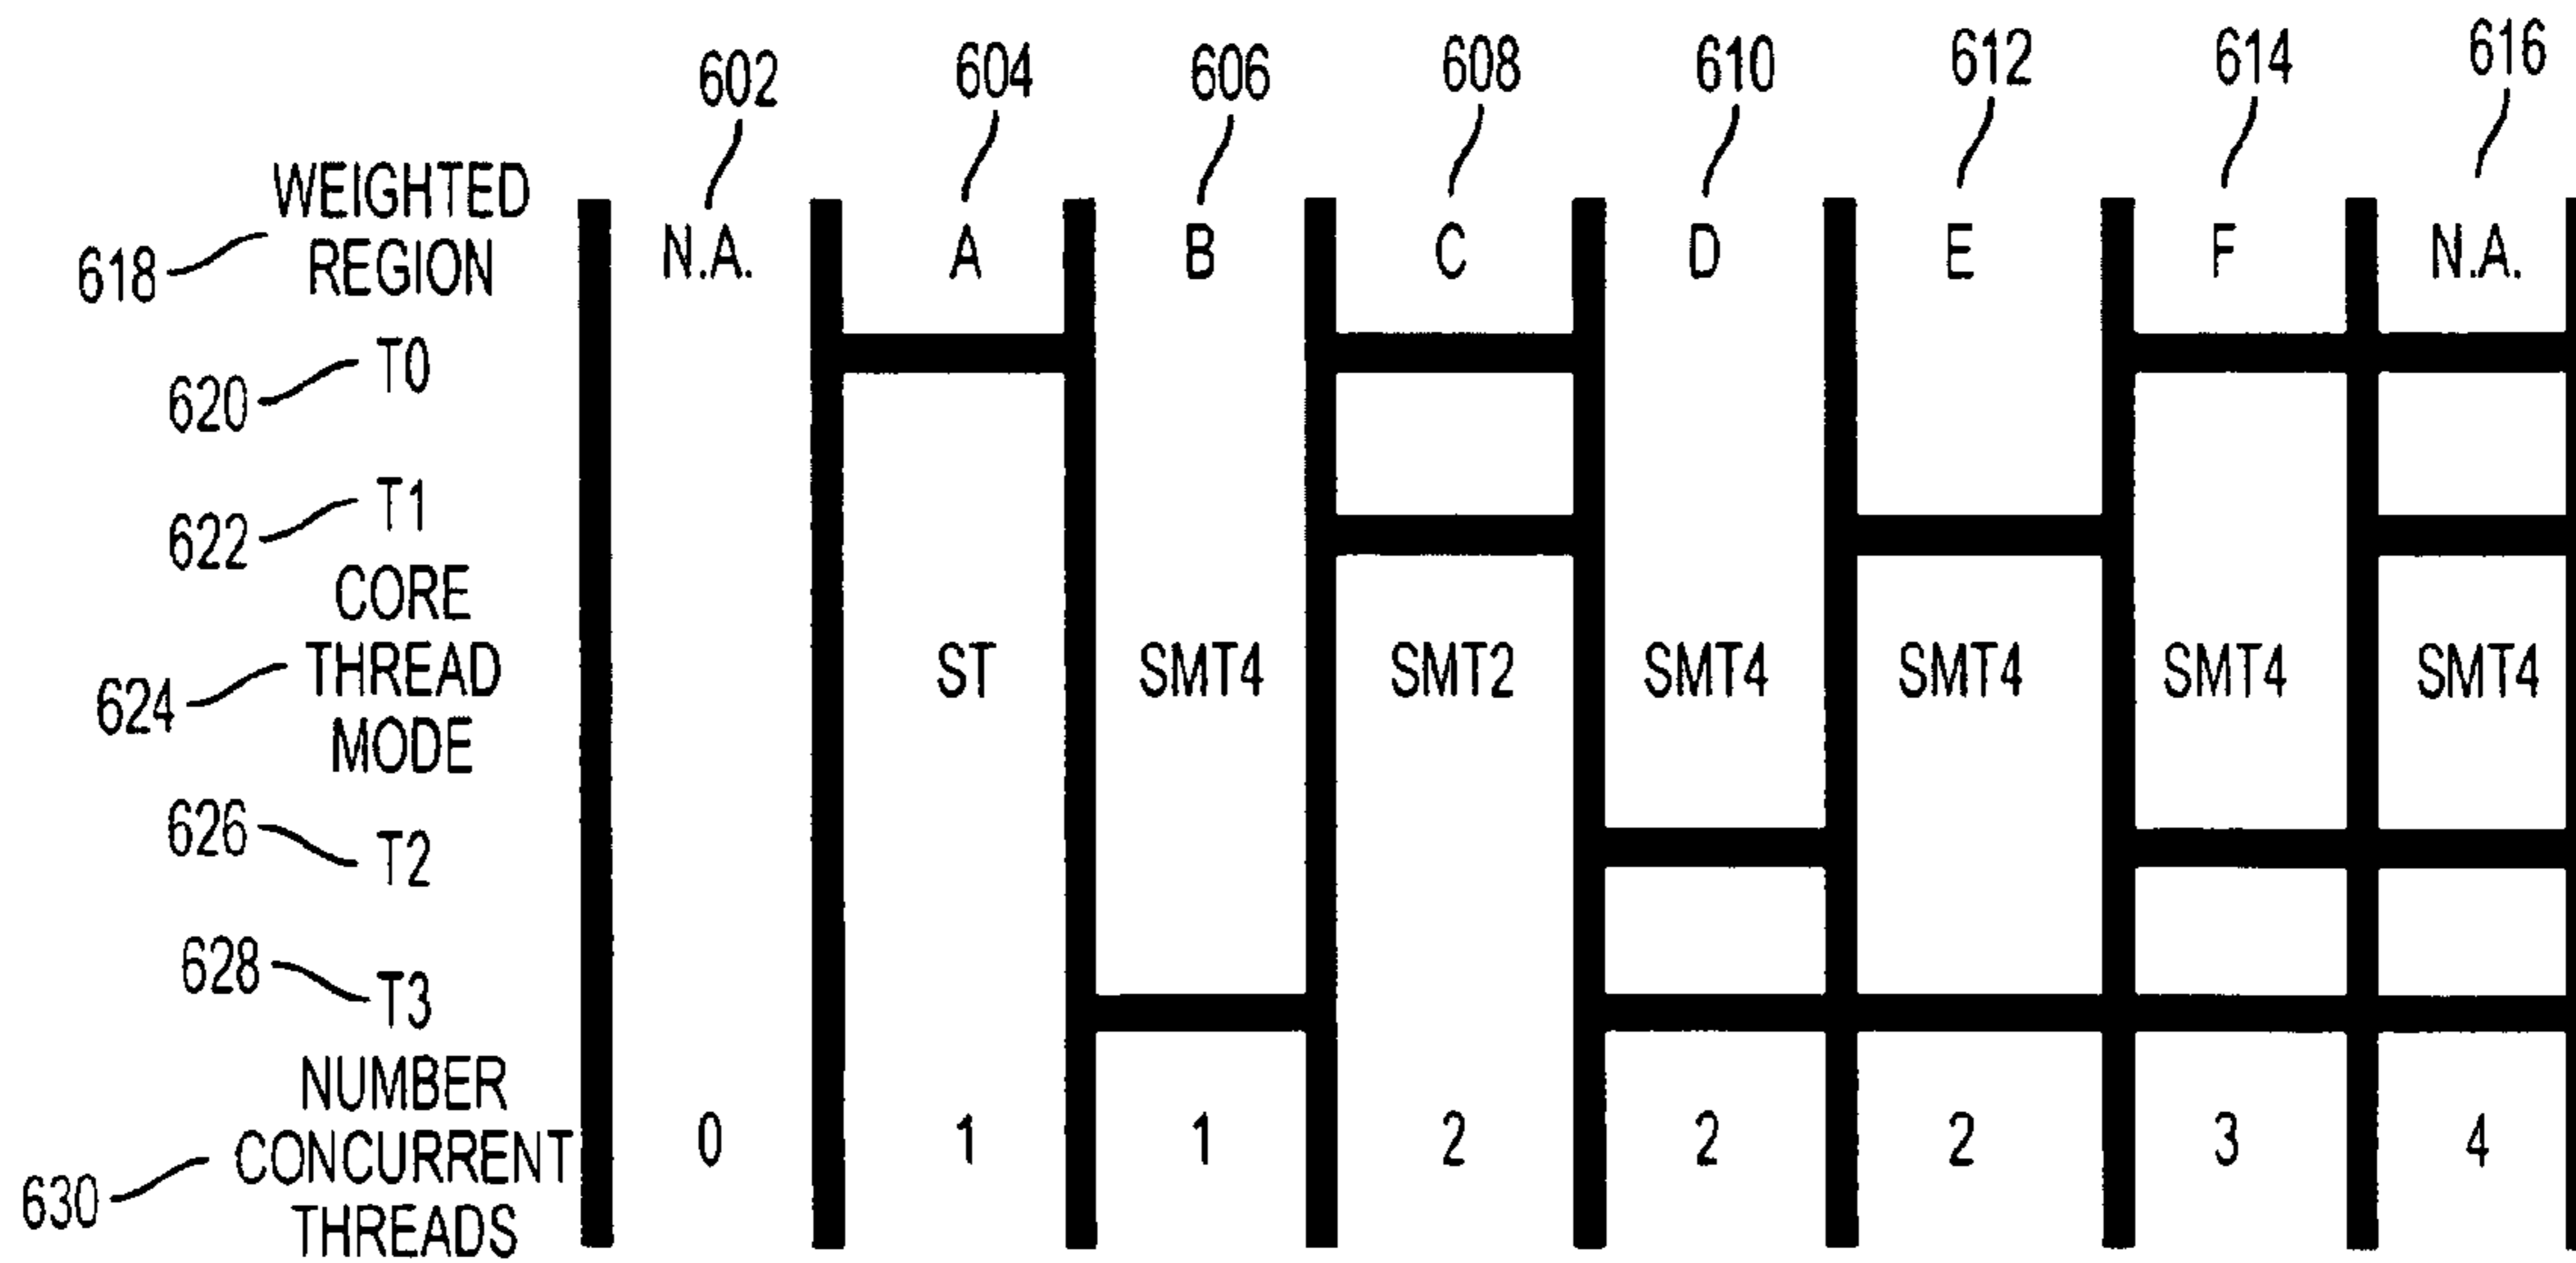 602 604 606 608 610 612 614 616
WEIGHTED
618 REGION N.A. A B C D E F N.A.
620 T0
622 T1
CORE
624 THREAD ST SMT4 SMT2 SMT4 SMT4 SMT4 SMT4
MODE
626 T2
628 T3
NUMBER
630 CONCURRENT 0 1 1 2 2 2 3 4
THREADS